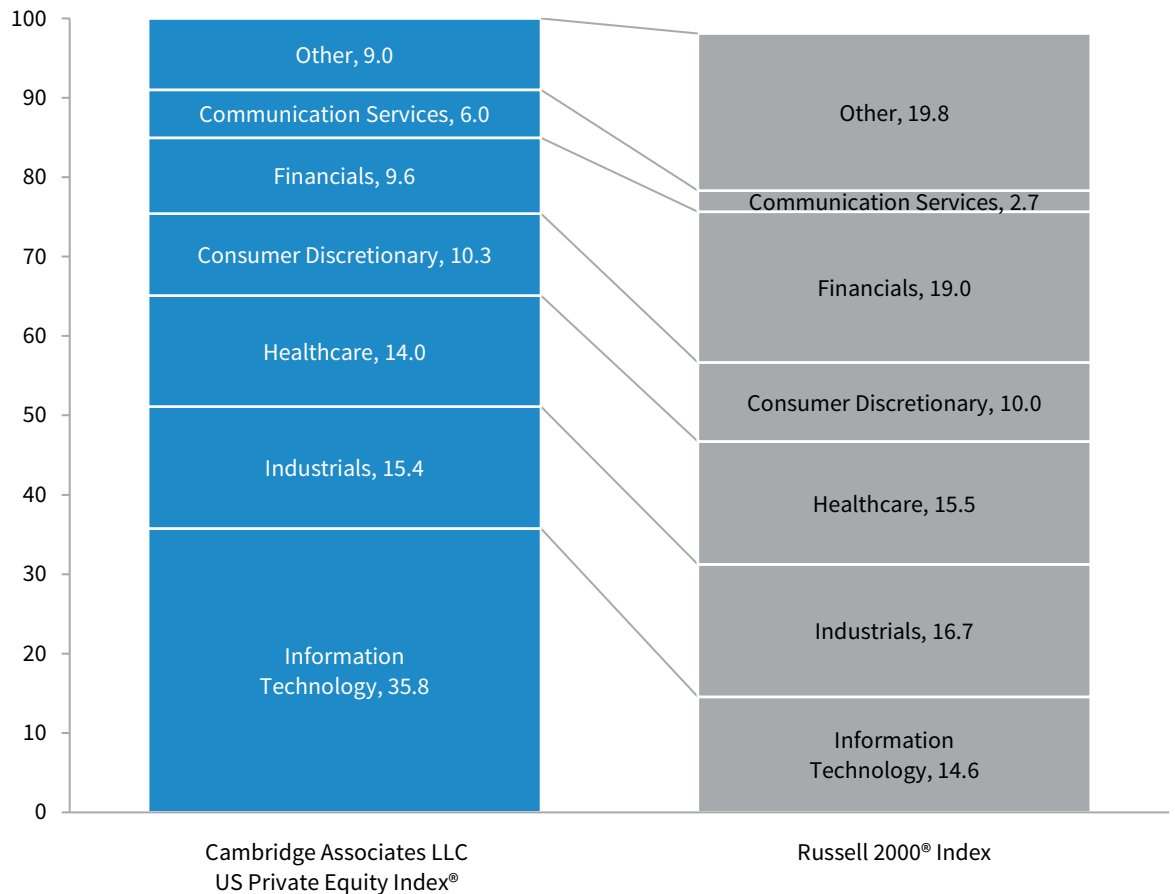 100
90
80
70
60
50
40
30
20
10
0
Other, 9.0
Communication Services, 6.0
Financials, 9.6
Consumer Discretionary, 10.3
Healthcare, 14.0
Industrials, 15.4
Information
Technology, 35.8
Other, 19.8
Communication Services, 2.7
Financials, 19.0
Consumer Discretionary, 10.0
Healthcare, 15.5
Industrials, 16.7
Information
Technology, 14.6
Cambridge Associates LLC
US Private Equity Index®
Russell 2000® Index